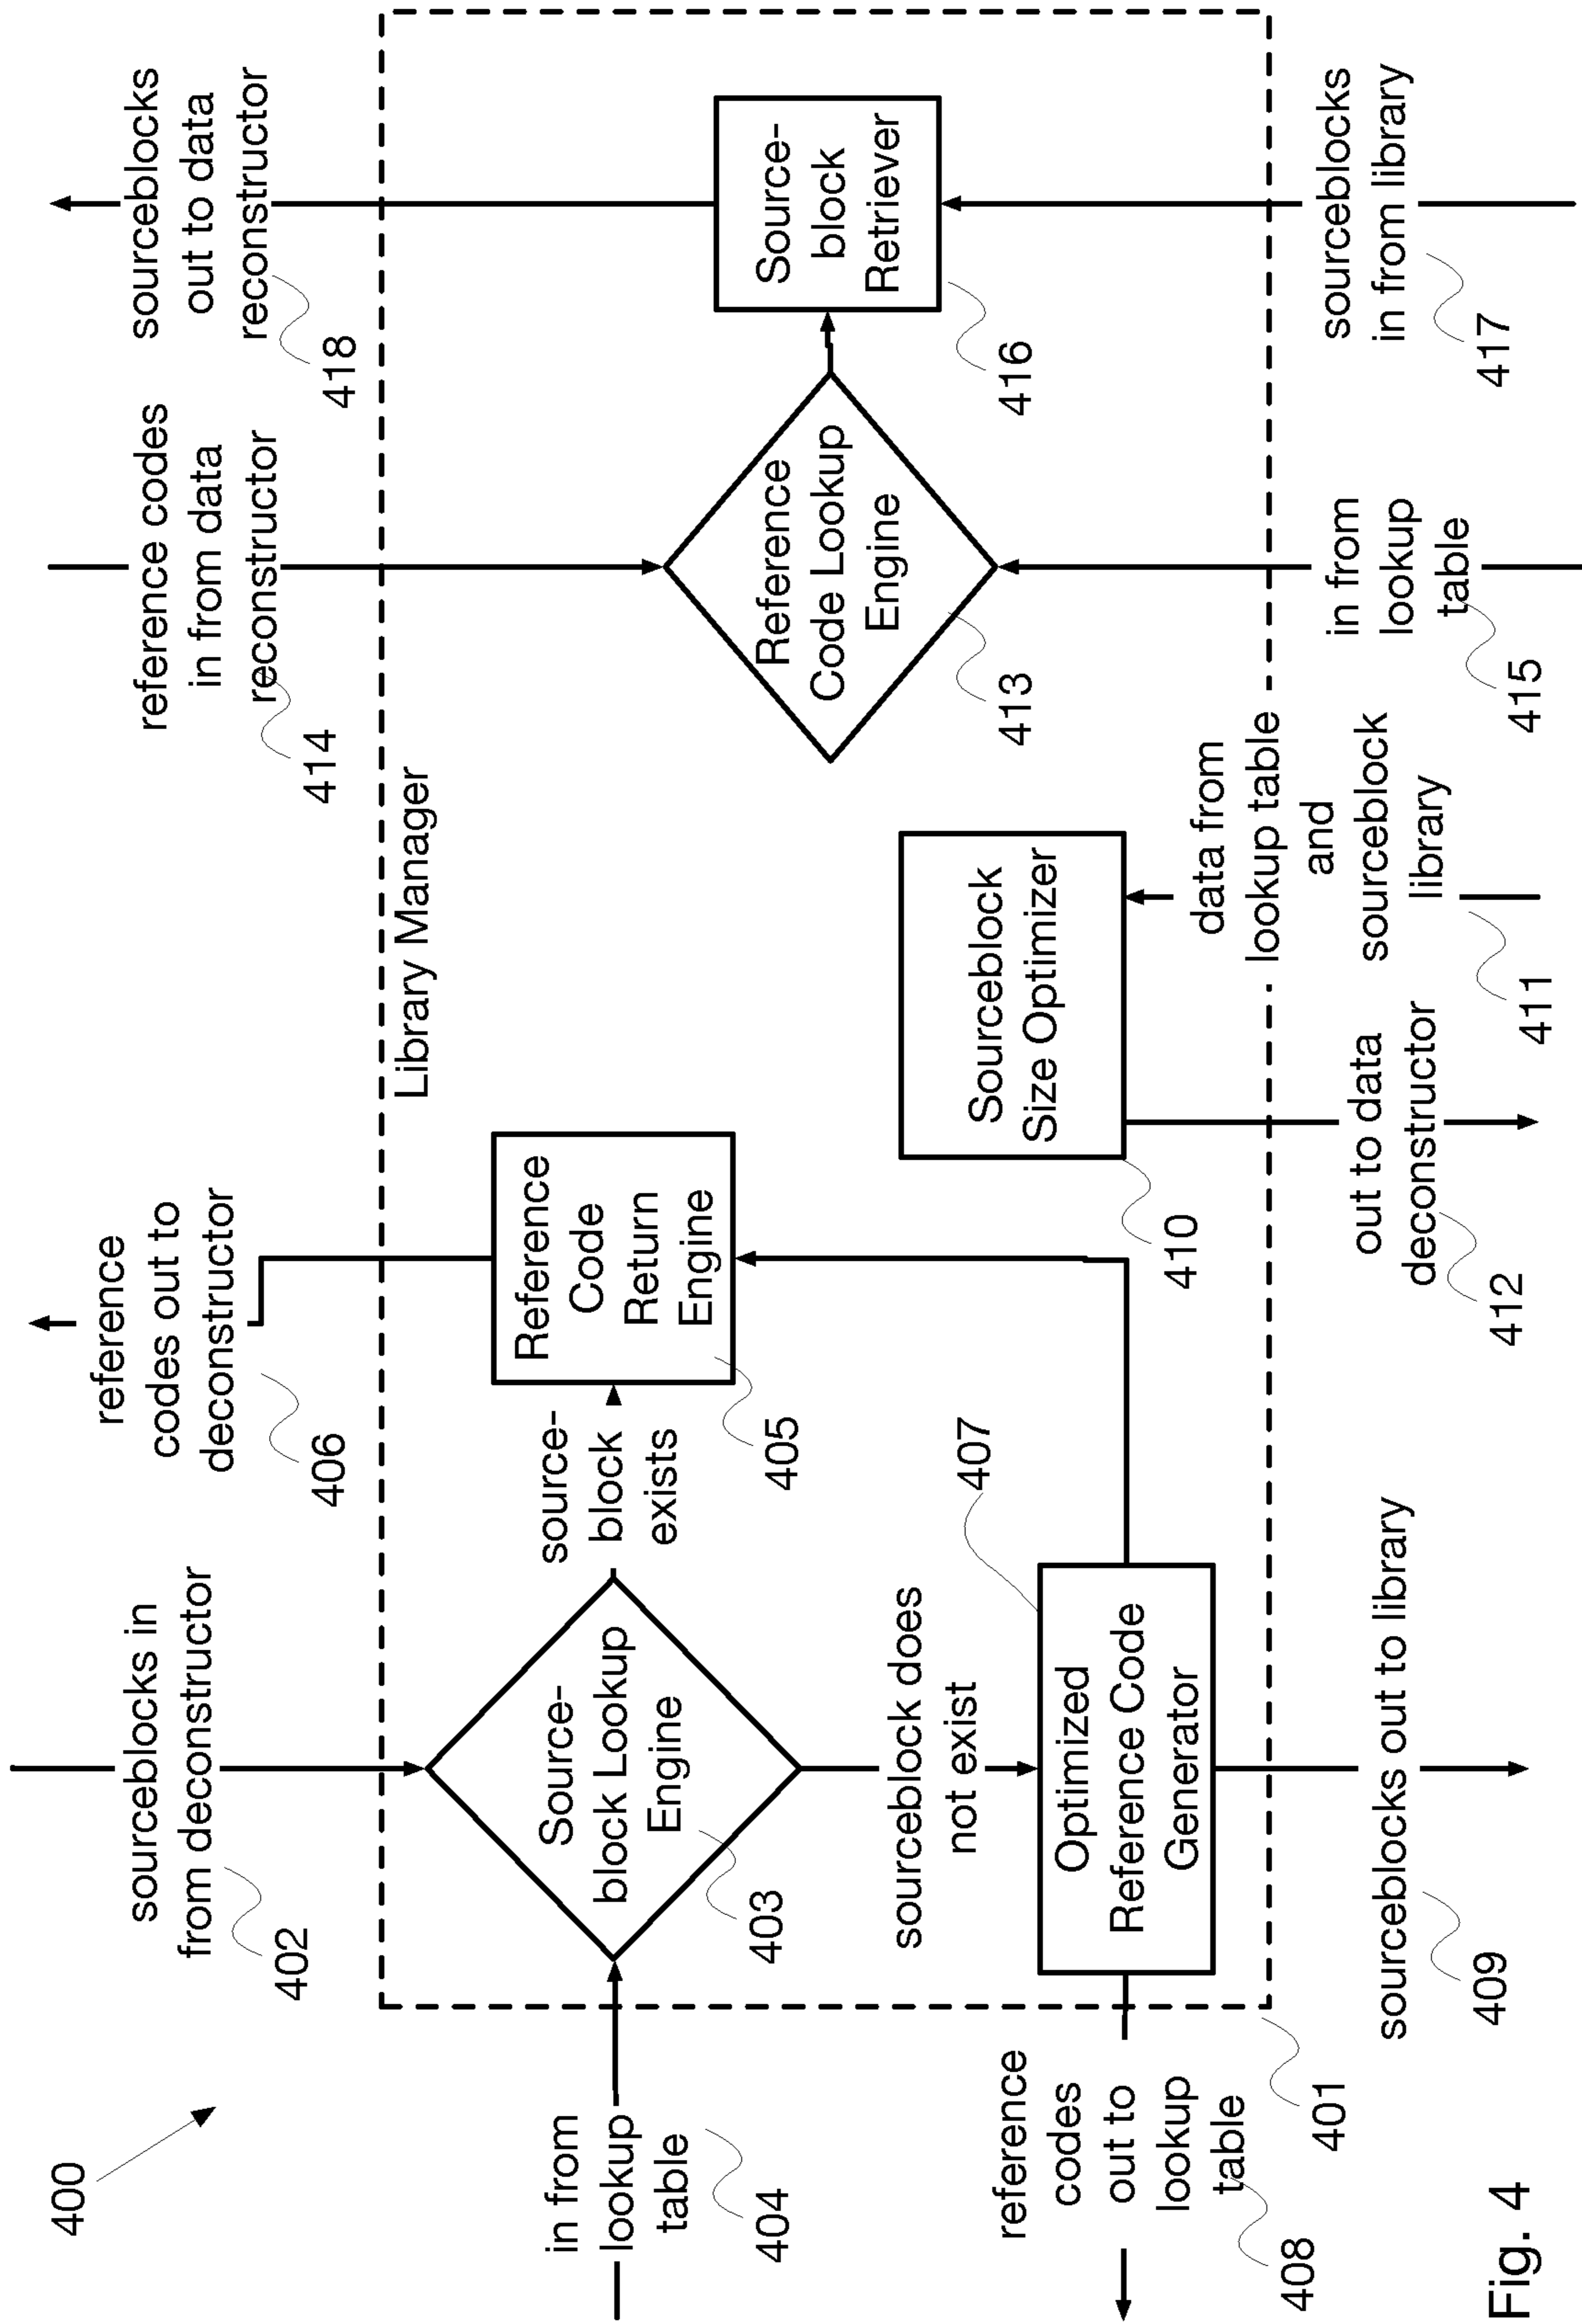 400
sourceblocks in
from deconstructor
402
reference
codes out to
deconstructor
406
reference codes
in from data
reconstructor
414
sourceblocks
out to data
reconstructor
418
Library Manager
in from
lookup
table
404
Source-
block Lookup
Engine
403
source-
block
exists
Reference
Code
Return
Engine
405
Reference
Code Lookup
Engine
413
Source-
block
Retriever
416
sourceblock does
not exist
407
Optimized
Reference Code
Generator
Sourceblock
Size Optimizer
410
reference
codes
out to
lookup
table
408
401
sourceblocks out to library
409
out to data
deconstructor
412
data from
lookup table
and
sourceblock
library
411
in from
lookup
table
415
sourceblocks
in from library
417
Fig. 4